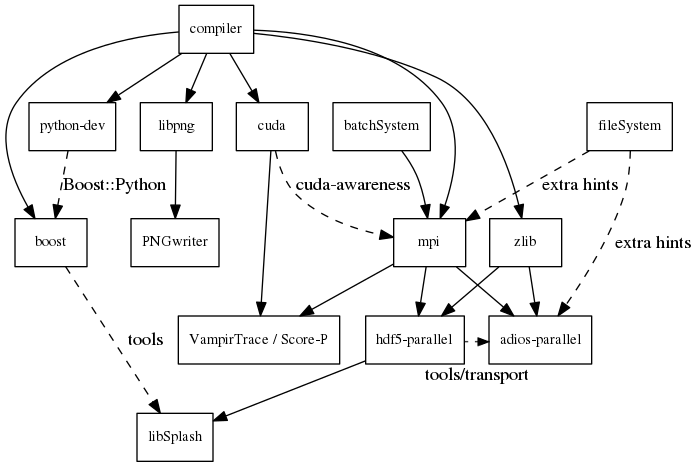 compiler
python-dev
libpng
cuda
batchSystem
fileSystem
Boost::Python
cuda-awareness
extra hints
boost
PNGwriter
mpi
zlib
extra hints
tools
VampirTrace / Score-P
hdf5-parallel
adios-parallel
tools/transport
libSplash